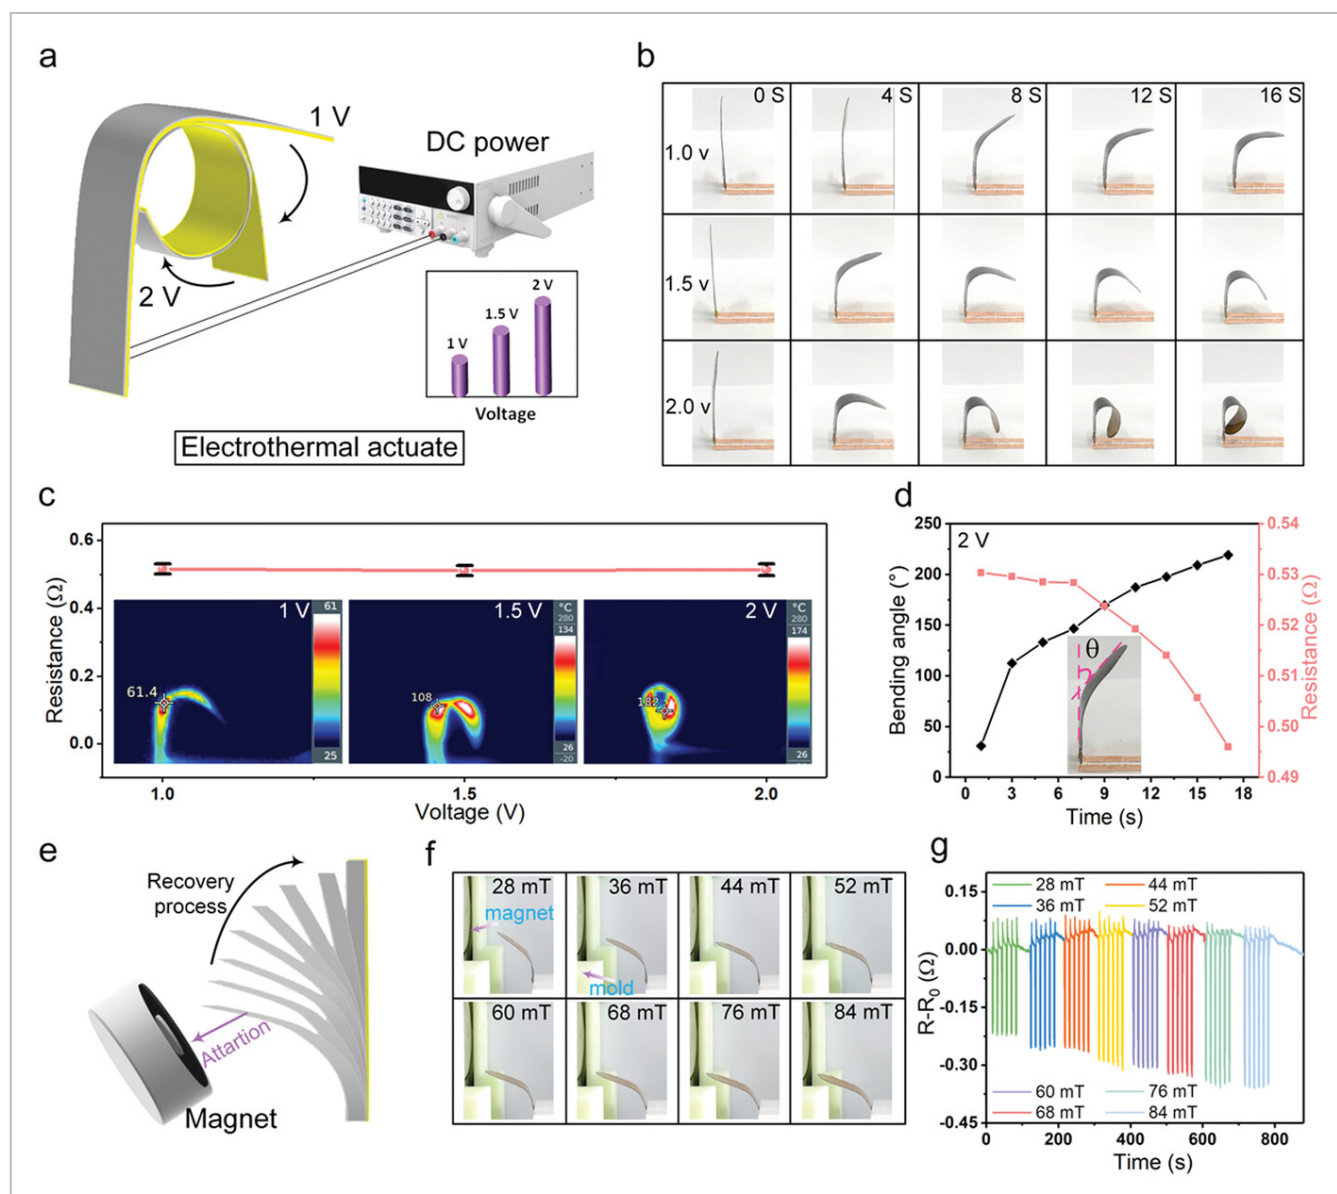 a
1 V
DC power
2 V
2 V
1.5 V
1 V
Voltage
Electrothermal actuate
b
0 S
4 S
8 S
12 S
16 S
1.0 v
1.5 v
2.0 v
c
Resistance (Ω)
0.6
0.4
0.2
0.0
1 V
61
61.4
25
1.5 V
°C
280
134
108
26
-20
2 V
°C
280
174
26
1.0
1.5
2.0
Voltage (V)
d
2 V
Bending angle (°)
250
200
150
100
50
0
θ
0.54
0.53
0.52
0.51
0.50
0.49
Resistance (Ω)
0
3
6
9
12
15
18
Time (s)
e
Recovery
process
Attartion
Magnet
f
28 mT
36 mT
44 mT
52 mT
magnet
mold
60 mT
68 mT
76 mT
84 mT
g
R-R0 (Ω)
0.15
0.00
-0.15
-0.30
-0.45
28 mT
44 mT
36 mT
52 mT
60 mT
76 mT
68 mT
84 mT
0
200
400
600
800
Time (s)